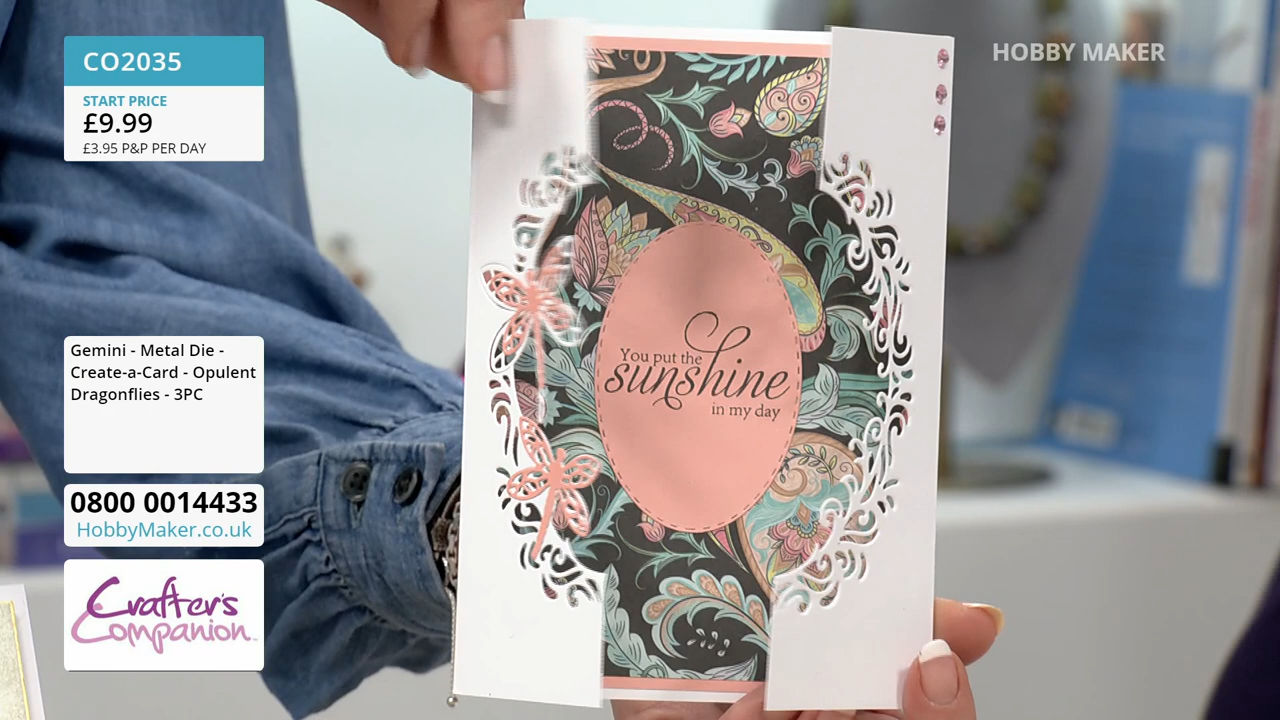 CO2035
START PRICE
£9.99
£3.95 P&P PER DAY
HOBBY MAKER
Gemini - Metal Die -
Create-a-Card - Opulent
Dragonflies - 3PC
0800 0014433
HobbyMaker.co.uk
Crafter's
Companion
You put the
sunshine
in my day